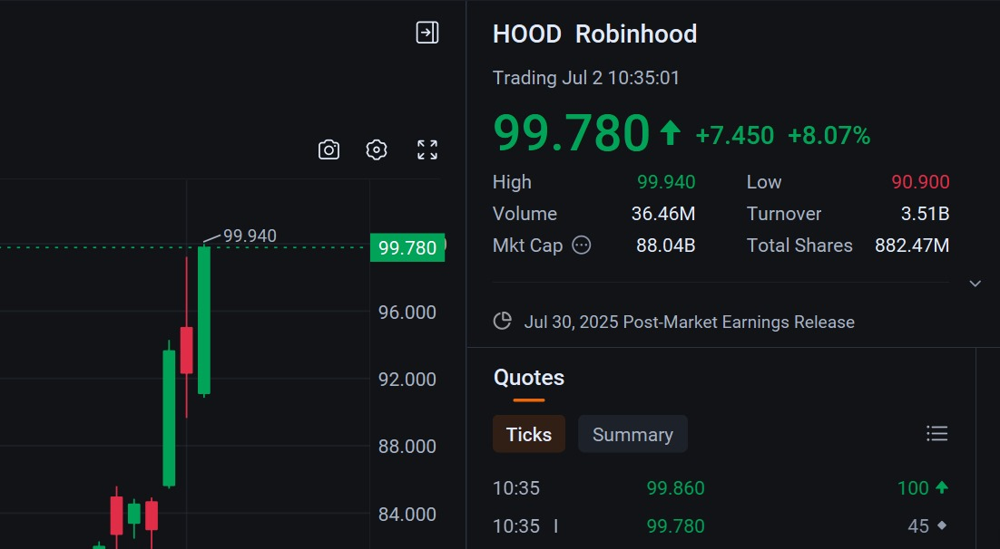 HOOD Robinhood
Trading Jul 2 10:35:01
99.780 +7.450 +8.07%
High 99.940 Low 90.900
Volume 36.46M Turnover 3.51B
Mkt Cap 88.04B Total Shares 882.47M
Jul 30, 2025 Post-Market Earnings Release
Quotes
Ticks Summary
10:35 99.860 100
10:35 I 99.780 45
99.940
99.780
96.000
92.000
88.000
84.000